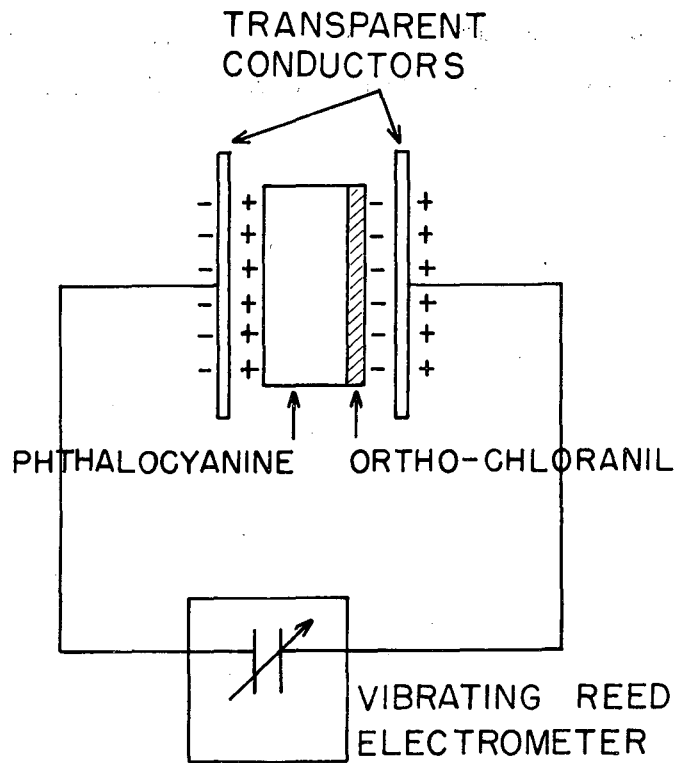 TRANSPARENT
CONDUCTORS
- + - +
- + - +
- + - +
- + - +
- + - +
- + - +
PHTHALOCYANINE ORTHO-CHLORANIL
VIBRATING REED
ELECTROMETER